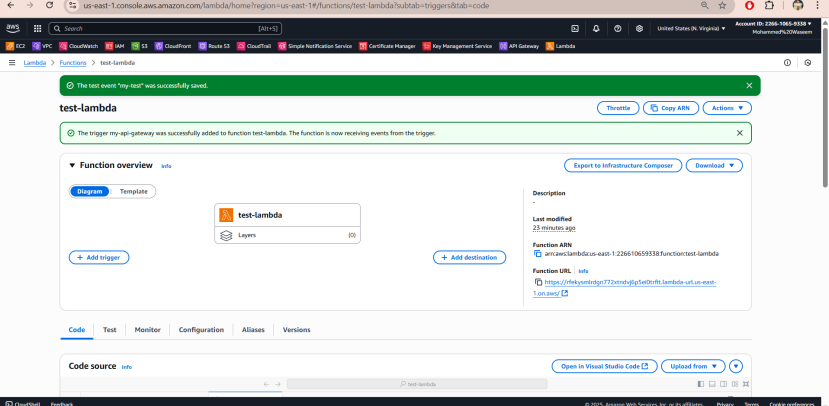 us-east-1.console.aws.amazon.com/lambda/home?region=us-east-1#/functions/test-lambda?subtab=triggers&tab=code
aws
Search
[Alt+S]
United States (N. Virginia)
Account ID: 2266-1065-9338
Mohammed%20Waseem
EC2 VPC CloudWatch IAM S3 CloudFront Route 53 CloudTrail Simple Notification Service Certificate Manager Key Management Service API Gateway Lambda
Lambda > Functions > test-lambda
The test event "my-test" was successfully saved.
test-lambda
Throttle
Copy ARN
Actions
The trigger my-api-gateway was successfully added to function test-lambda. The function is now receiving events from the trigger.
Function overview Info
Export to Infrastructure Composer
Download
Diagram
Template
test-lambda
Layers (0)
+ Add trigger
+ Add destination
Description
-
Last modified
23 minutes ago
Function ARN
arn:aws:lambda:us-east-1:226610659338:function:test-lambda
Function URL Info
1.on.aws/
Code Test Monitor Configuration Aliases Versions
Code source Info
Open in Visual Studio Code
Upload from
test-lambda
CloudShell Feedback
© 2025, Amazon Web Services, Inc. or its affiliates.
Privacy Terms Cookie preferences